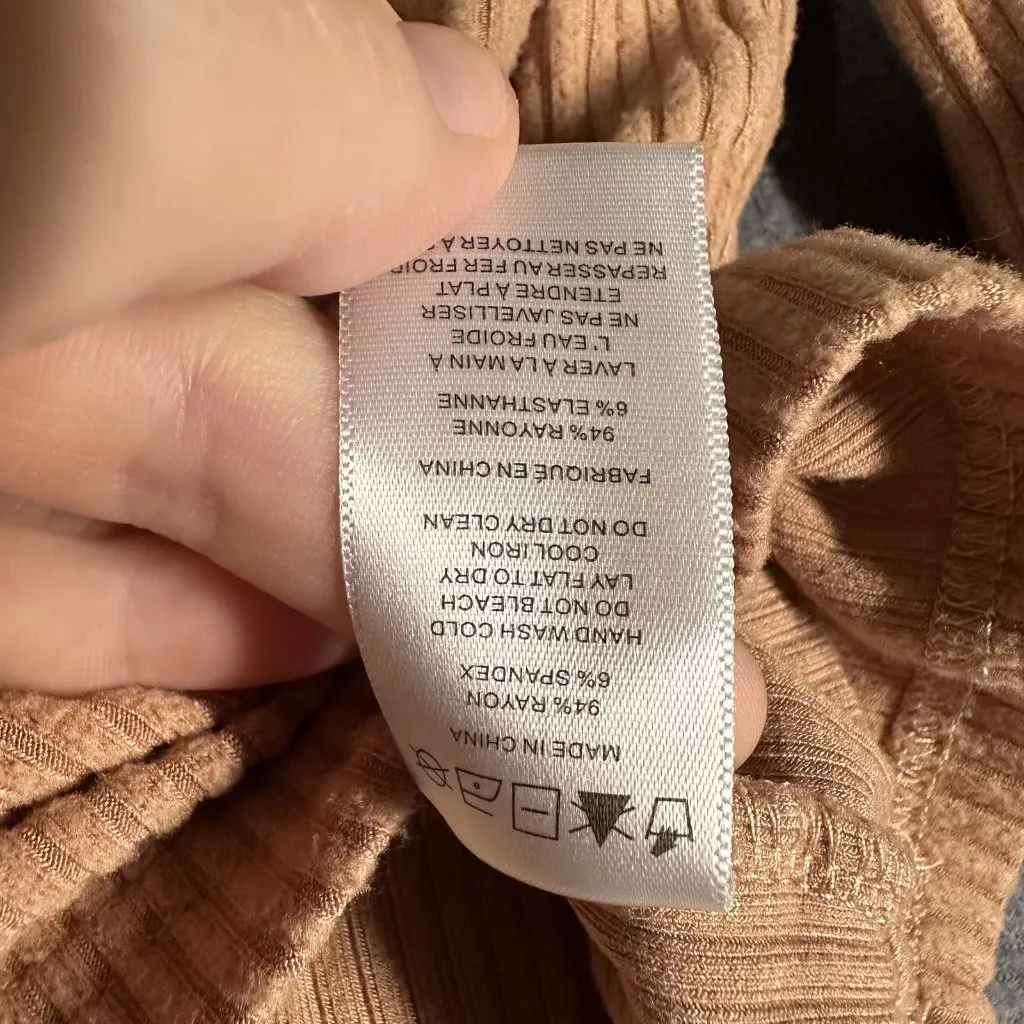 MADE IN CHINA
94% RAYON
6% SPANDEX
HAND WASH COLD
DO NOT BLEACH
LAY FLAT TO DRY
COOL IRON
DO NOT DRY CLEAN
FABRIQUÉ EN CHINA
94% RAYONNE
6% ELASTHANNE
LAVER À LA MAIN À
L'EAU FROIDE
NE PAS JAVELLISER
ETENDRE À PLAT
REPASSER AU FER FROID
NE PAS NETTOYER À